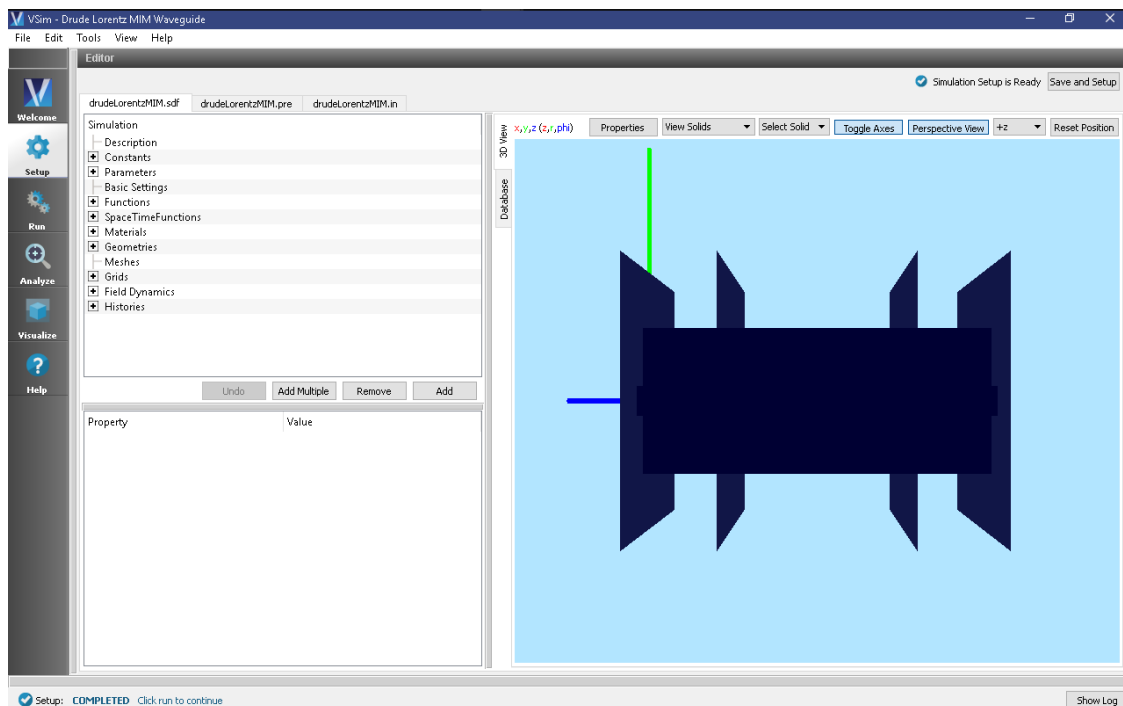 VSim - Drude Lorentz MIM Waveguide
File Edit Tools View Help
Editor
Simulation Setup is Ready Save and Setup
Welcome
Setup
Run
Analyze
Visualize
Help
drudeLorentzMIM.sdf drudeLorentzMIM.pre drudeLorentzMIM.in
Simulation
Description
Constants
Parameters
Basic Settings
Functions
SpaceTimeFunctions
Materials
Geometries
Meshes
Grids
Field Dynamics
Histories
Undo Add Multiple Remove Add
Property Value
3D View
Database
x,y,z (z,r,phi) Properties View Solids Select Solid Toggle Axes Perspective View +z Reset Position
Setup: COMPLETED Click run to continue
Show Log